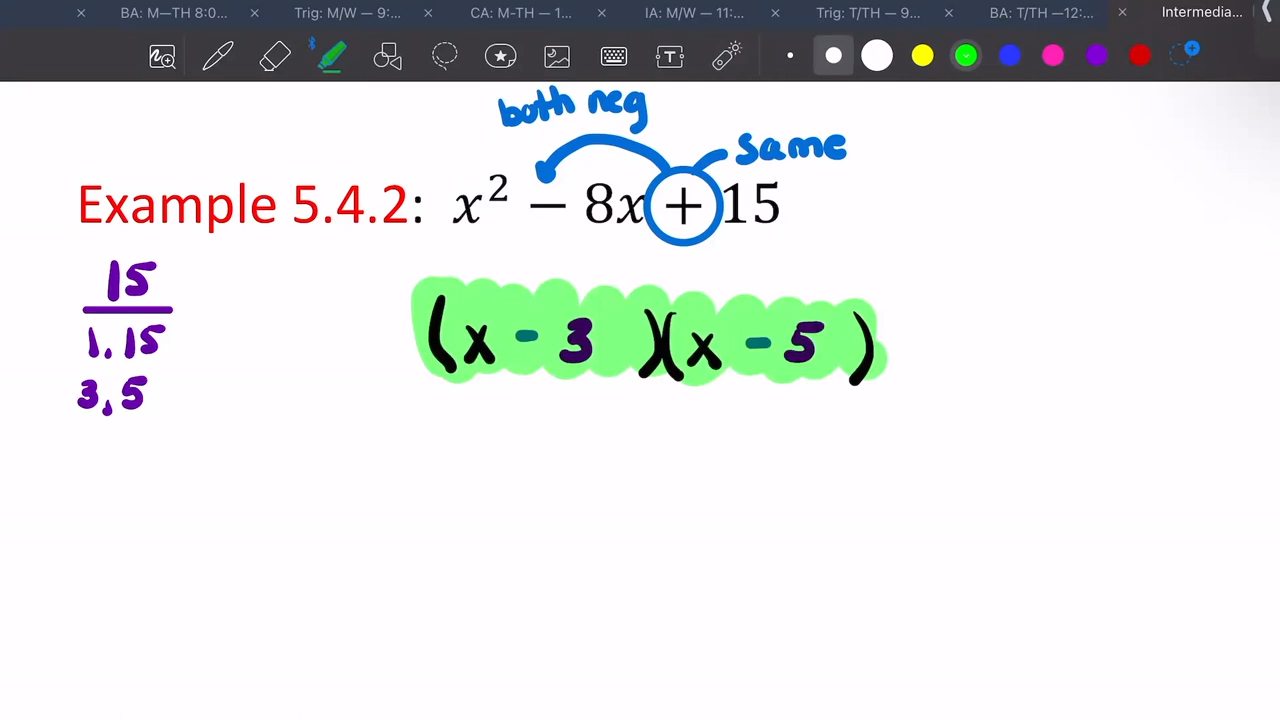 BA: M—TH 8:0... Trig: M/W — 9:... CA: M-TH — 1... IA: M/W — 11:... Trig: T/TH — 9... BA: T/TH —12:... Intermedia...
both neg
same
Example 5.4.2: x² − 8x + 15
15
1, 15
3, 5
(x - 3 )(x - 5 )